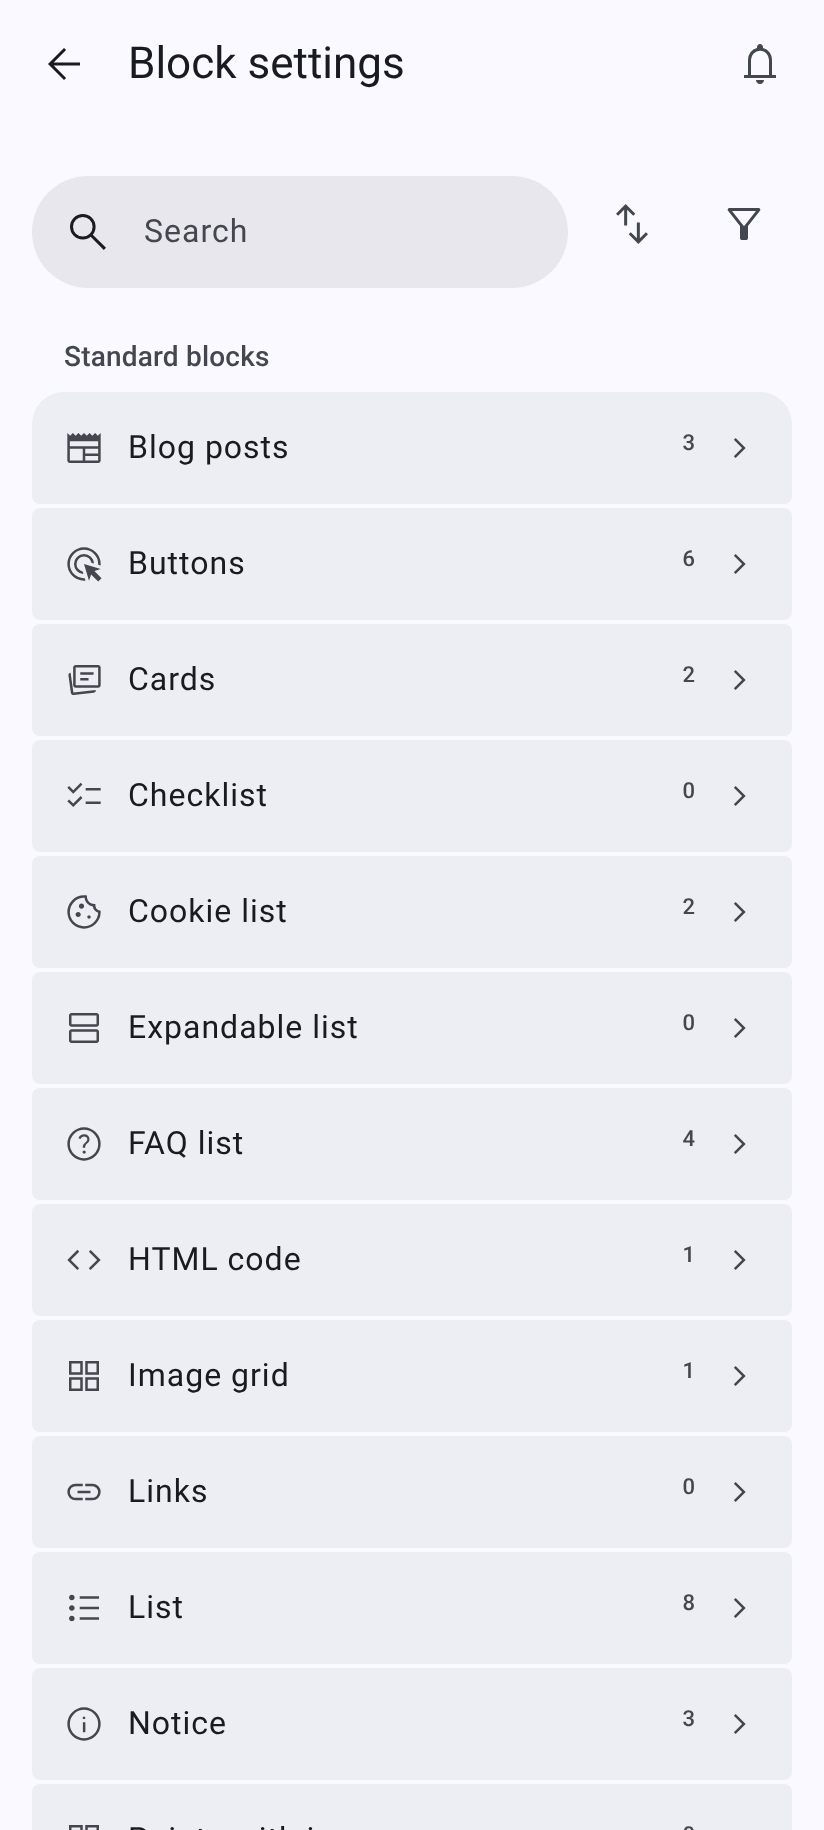 Block settings
Search
Standard blocks
Blog posts 3
Buttons 6
Cards 2
Checklist 0
Cookie list 2
Expandable list 0
FAQ list 4
HTML code 1
Image grid 1
Links 0
List 8
Notice 3